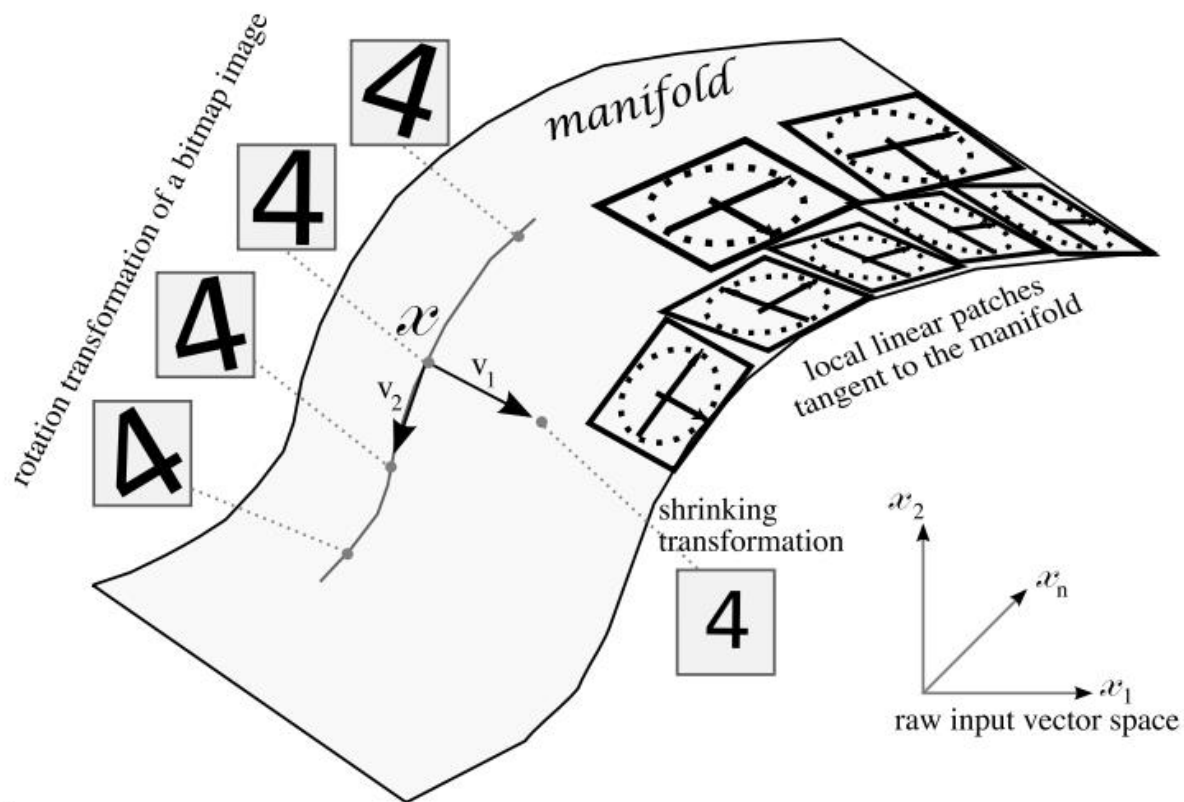 rotation transformation of a bitmap image
4
4
4
4
manifold
x
v1
v2
local linear patches
tangent to the manifold
shrinking
transformation
4
x2
xn
x1
raw input vector space